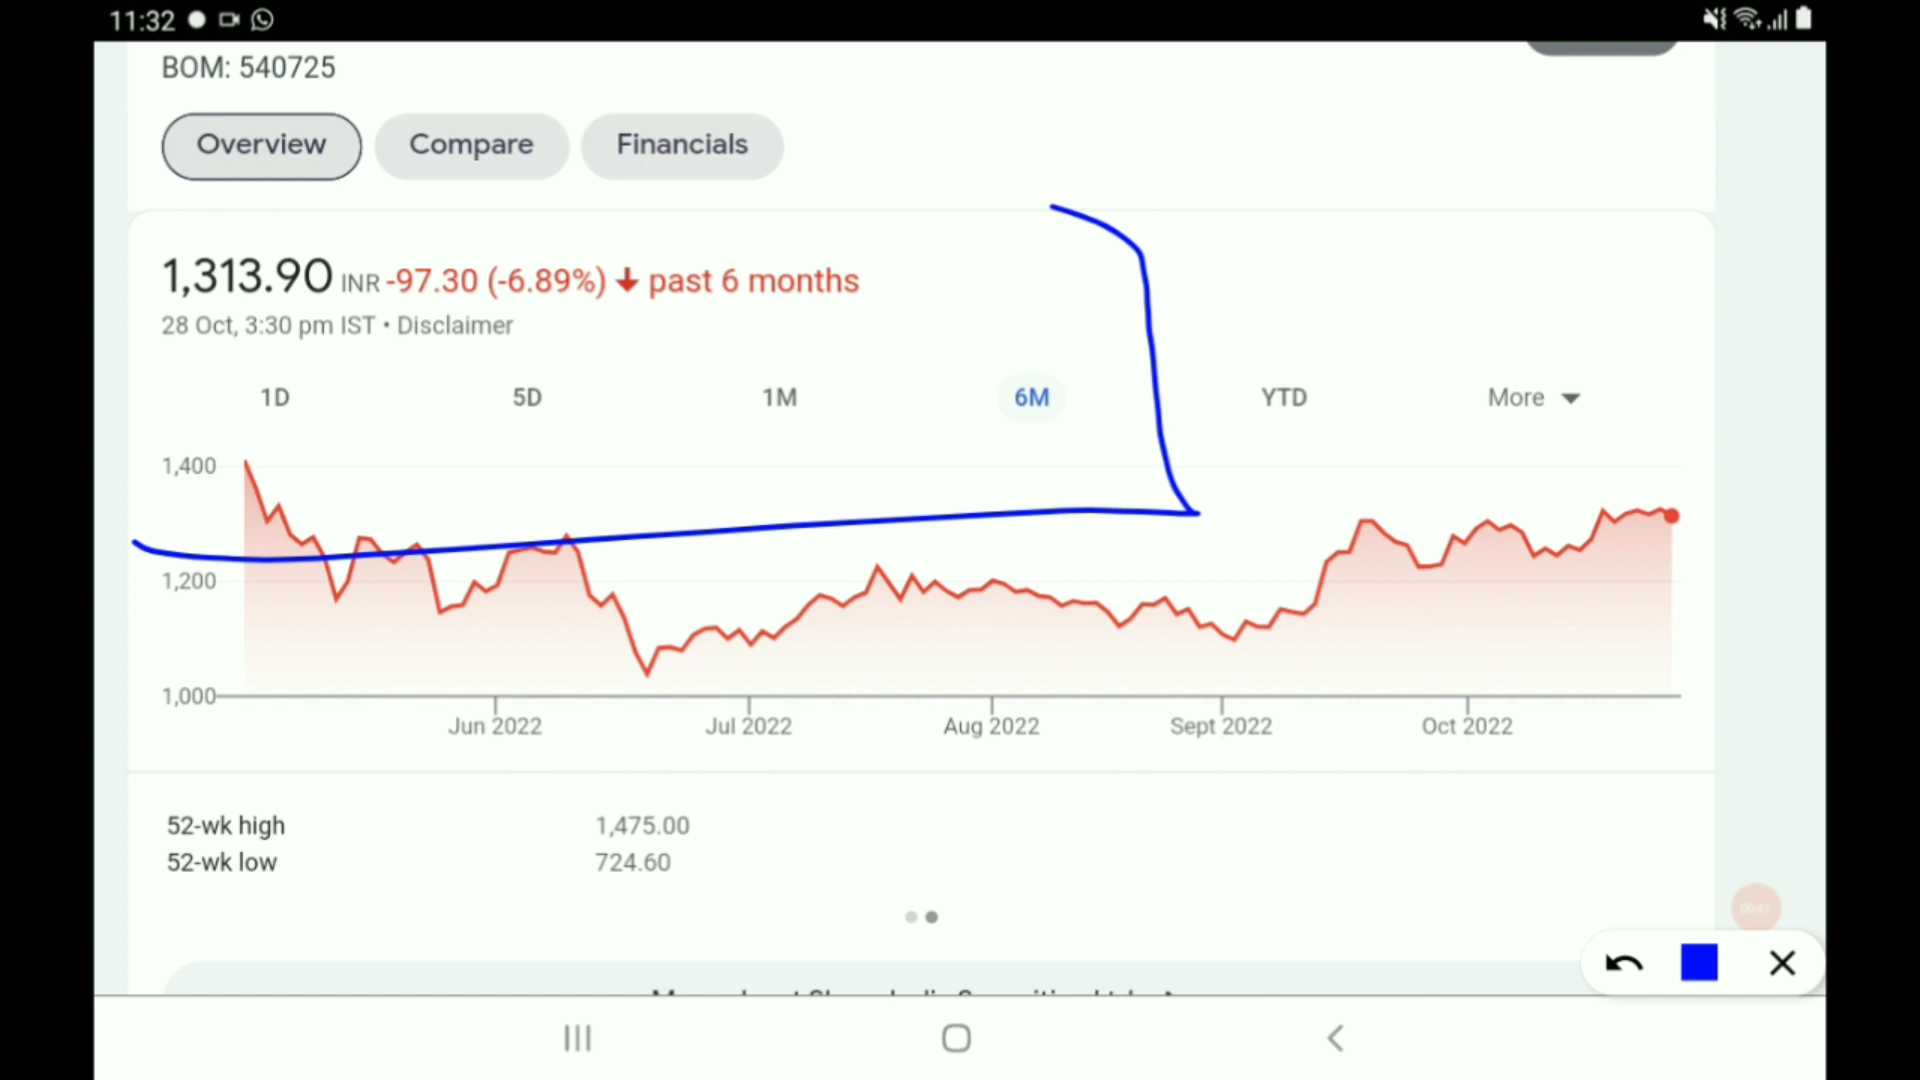 11:32
BOM: 540725
Overview Compare Financials
1,313.90 INR -97.30 (-6.89%) ↓ past 6 months
28 Oct, 3:30 pm IST • Disclaimer
1D 5D 1M 6M YTD More
1,400
1,200
1,000
Jun 2022 Jul 2022 Aug 2022 Sept 2022 Oct 2022
52-wk high 1,475.00
52-wk low 724.60